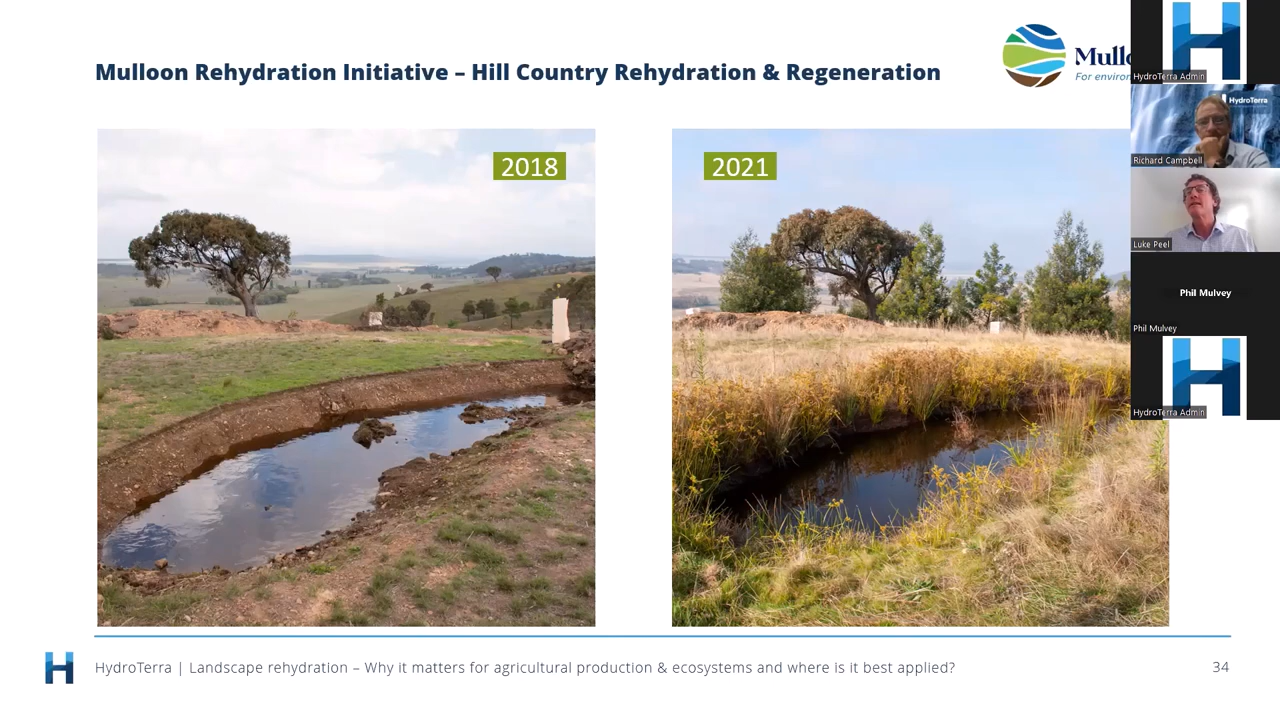 Mulloon Rehydration Initiative – Hill Country Rehydration & Regeneration
For environ
HydroTerra Admin
HydroTerra
Richard Campbell
Luke Peel
Phil Mulvey
Phil Mulvey
HydroTerra Admin
2018
2021
HydroTerra | Landscape rehydration – Why it matters for agricultural production & ecosystems and where is it best applied?
34